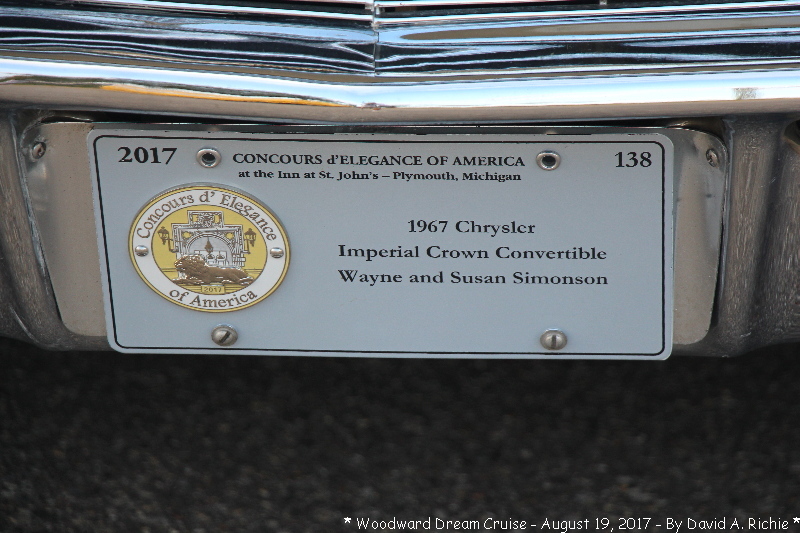 2017 CONCOURS d'ELEGANCE OF AMERICA 138
at the Inn at St. John's – Plymouth, Michigan
Concours d' Elegance
2017
of America
1967 Chrysler
Imperial Crown Convertible
Wayne and Susan Simonson
* Woodward Dream Cruise - August 19, 2017 - By David A. Richie *